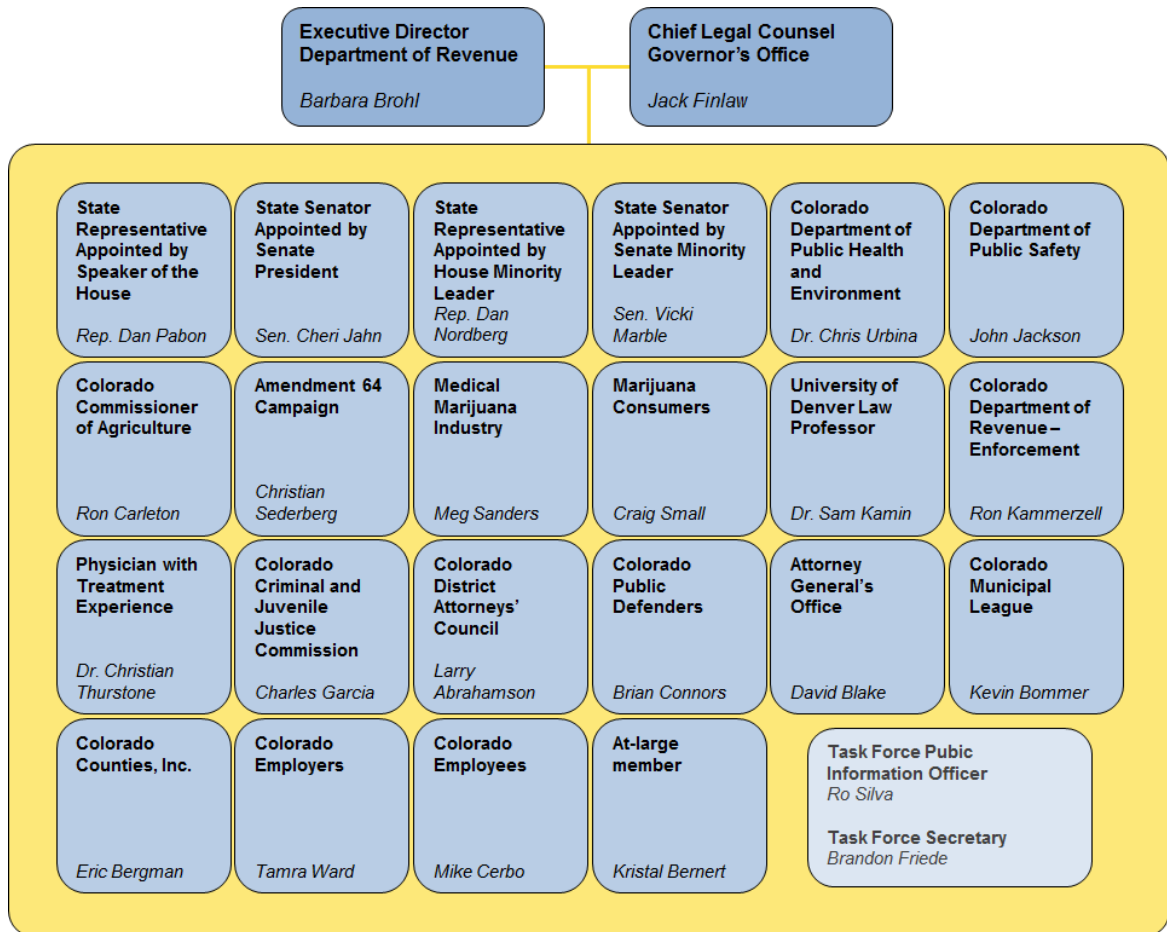 Executive Director
Department of Revenue
Barbara Brohl
Chief Legal Counsel
Governor's Office
Jack Finlaw
State
Representative
Appointed by
Speaker of the
House
Rep. Dan Pabon
State Senator
Appointed by
Senate
President
Sen. Cheri Jahn
State
Representative
Appointed by
House Minority
Leader
Rep. Dan
Nordberg
State Senator
Appointed by
Senate Minority
Leader
Sen. Vicki
Marble
Colorado
Department of
Public Health
and
Environment
Dr. Chris Urbina
Colorado
Department of
Public Safety
John Jackson
Colorado
Commissioner
of Agriculture
Ron Carleton
Amendment 64
Campaign
Christian
Sederberg
Medical
Marijuana
Industry
Meg Sanders
Marijuana
Consumers
Craig Small
University of
Denver Law
Professor
Dr. Sam Kamin
Colorado
Department of
Revenue –
Enforcement
Ron Kammerzell
Physician with
Treatment
Experience
Dr. Christian
Thurstone
Colorado
Criminal and
Juvenile
Justice
Commission
Charles Garcia
Colorado
District
Attorneys'
Council
Larry
Abrahamson
Colorado
Public
Defenders
Brian Connors
Attorney
General's
Office
David Blake
Colorado
Municipal
League
Kevin Bommer
Colorado
Counties, Inc.
Eric Bergman
Colorado
Employers
Tamra Ward
Colorado
Employees
Mike Cerbo
At-large
member
Kristal Bernert
Task Force Pubic
Information Officer
Ro Silva
Task Force Secretary
Brandon Friede